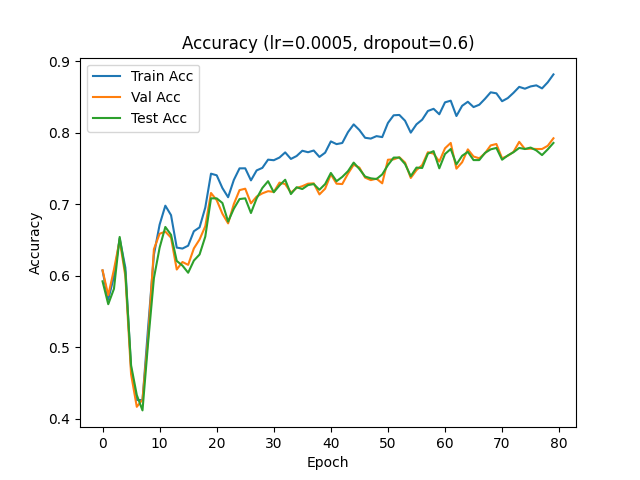 Accuracy (lr=0.0005, dropout=0.6)
Train Acc
Val Acc
Test Acc
Accuracy
0.9
0.8
0.7
0.6
0.5
0.4
0 10 20 30 40 50 60 70 80
Epoch